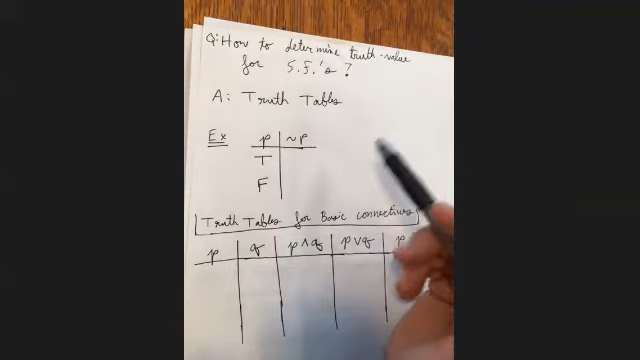 Q: How to determine truth-value
for S.F.'s?
A: Truth Tables
Ex
p | ~p
T
F
Truth Tables for Basic connectives
p | q | p ∧ q | p ∨ q | p